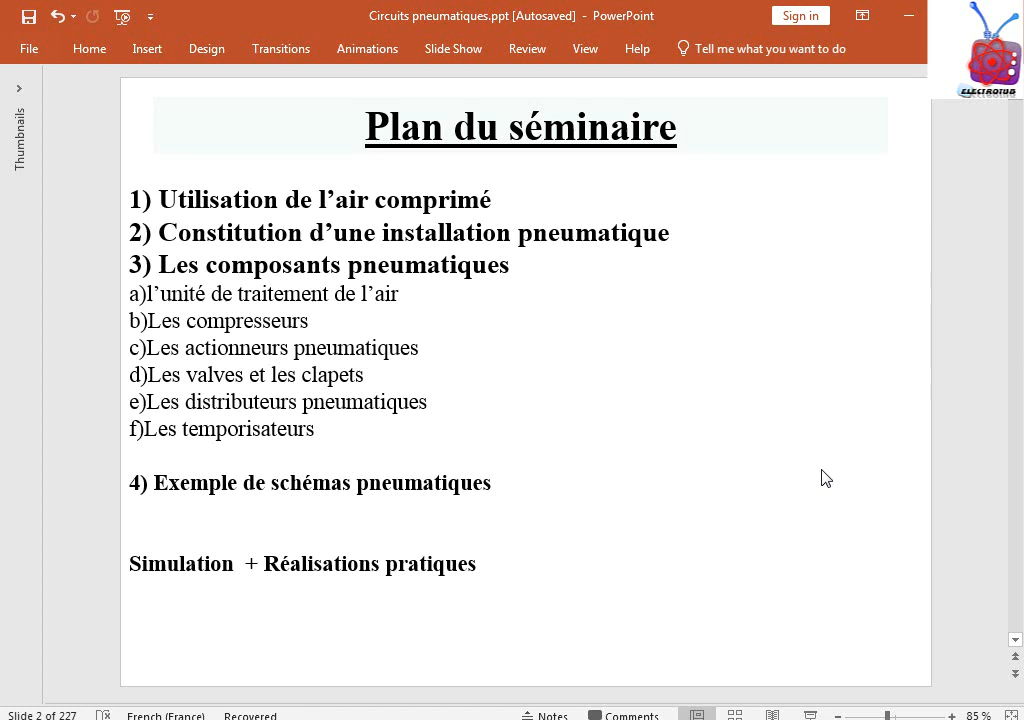 Circuits pneumatiques.ppt [Autosaved] - PowerPoint
Sign in
File Home Insert Design Transitions Animations Slide Show Review View Help Tell me what you want to do
ELECTROTUB
Thumbnails
Plan du séminaire
1) Utilisation de l’air comprimé
2) Constitution d’une installation pneumatique
3) Les composants pneumatiques
a)l’unité de traitement de l’air
b)Les compresseurs
c)Les actionneurs pneumatiques
d)Les valves et les clapets
e)Les distributeurs pneumatiques
f)Les temporisateurs
4) Exemple de schémas pneumatiques
Simulation + Réalisations pratiques
Slide 2 of 227 French (France) Recovered Notes Comments 85 %